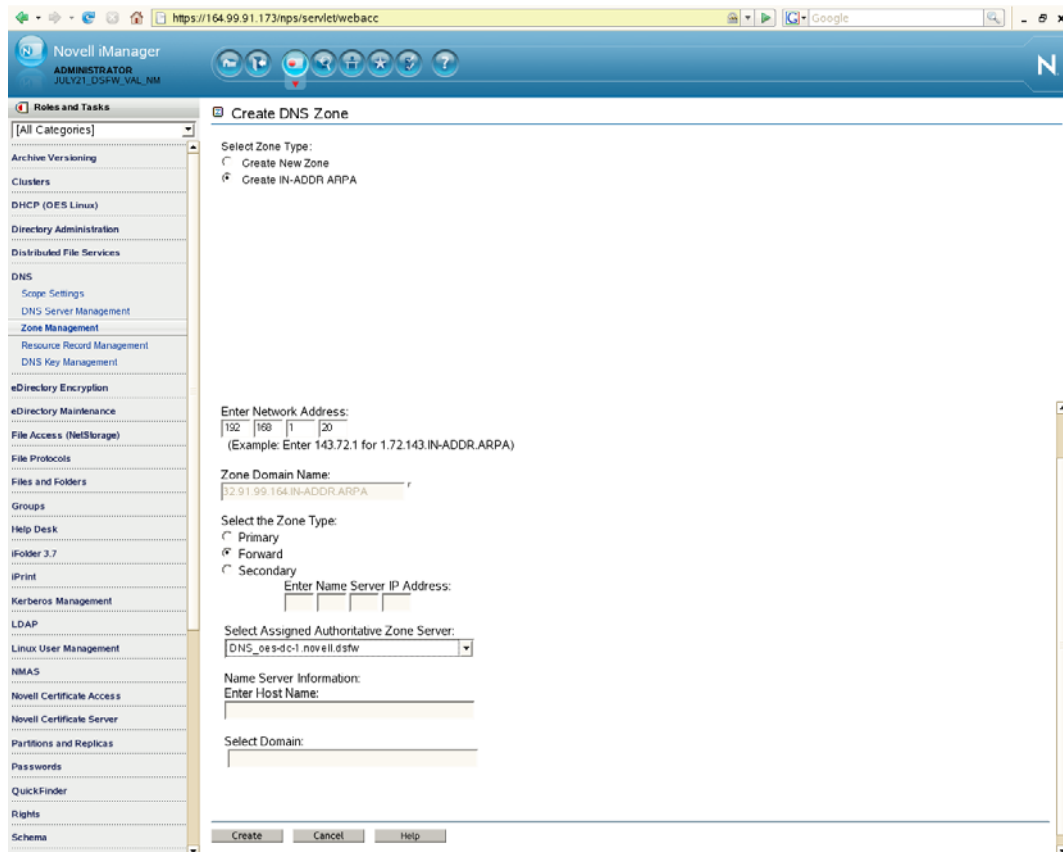 https://164.99.91.173/nps/servlet/webacc
Google
Novell iManager
ADMINISTRATOR
JULY21_DSFW_VAL_NM
N
Roles and Tasks
[All Categories]
Archive Versioning
Clusters
DHCP (OES Linux)
Directory Administration
Distributed File Services
DNS
Scope Settings
DNS Server Management
Zone Management
Resource Record Management
DNS Key Management
eDirectory Encryption
eDirectory Maintenance
File Access (NetStorage)
File Protocols
Files and Folders
Groups
Help Desk
iFolder 3.7
iPrint
Kerberos Management
LDAP
Linux User Management
NMAS
Novell Certificate Access
Novell Certificate Server
Partitions and Replicas
Passwords
QuickFinder
Rights
Schema
Create DNS Zone
Select Zone Type:
Create New Zone
Create IN-ADDR ARPA
Enter Network Address:
192 168 1 20
(Example: Enter 143.72.1 for 1.72.143.IN-ADDR.ARPA)
Zone Domain Name:
32.91.99.164.IN-ADDR.ARPA r
Select the Zone Type:
Primary
Forward
Secondary
Enter Name Server IP Address:
Select Assigned Authoritative Zone Server:
DNS_oes-dc-1.novell.dsfw
Name Server Information:
Enter Host Name:
Select Domain:
Create Cancel Help